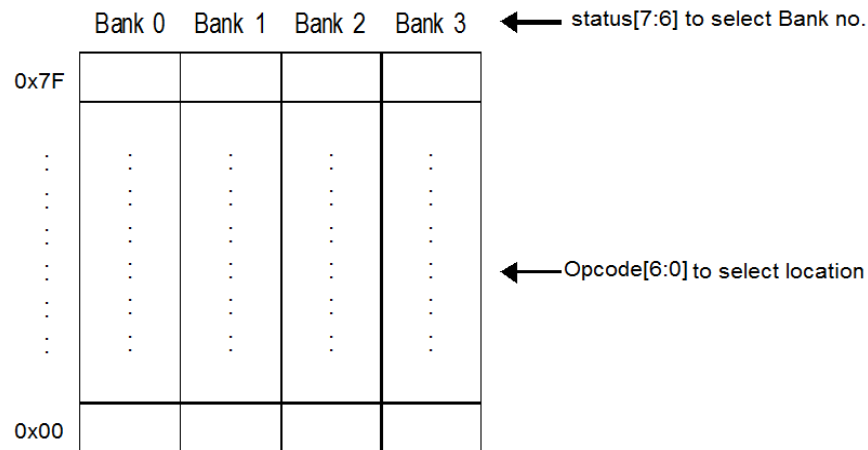 Bank 0 Bank 1 Bank 2 Bank 3 status[7:6] to select Bank no.
0x7F
Opcode[6:0] to select location
0x00